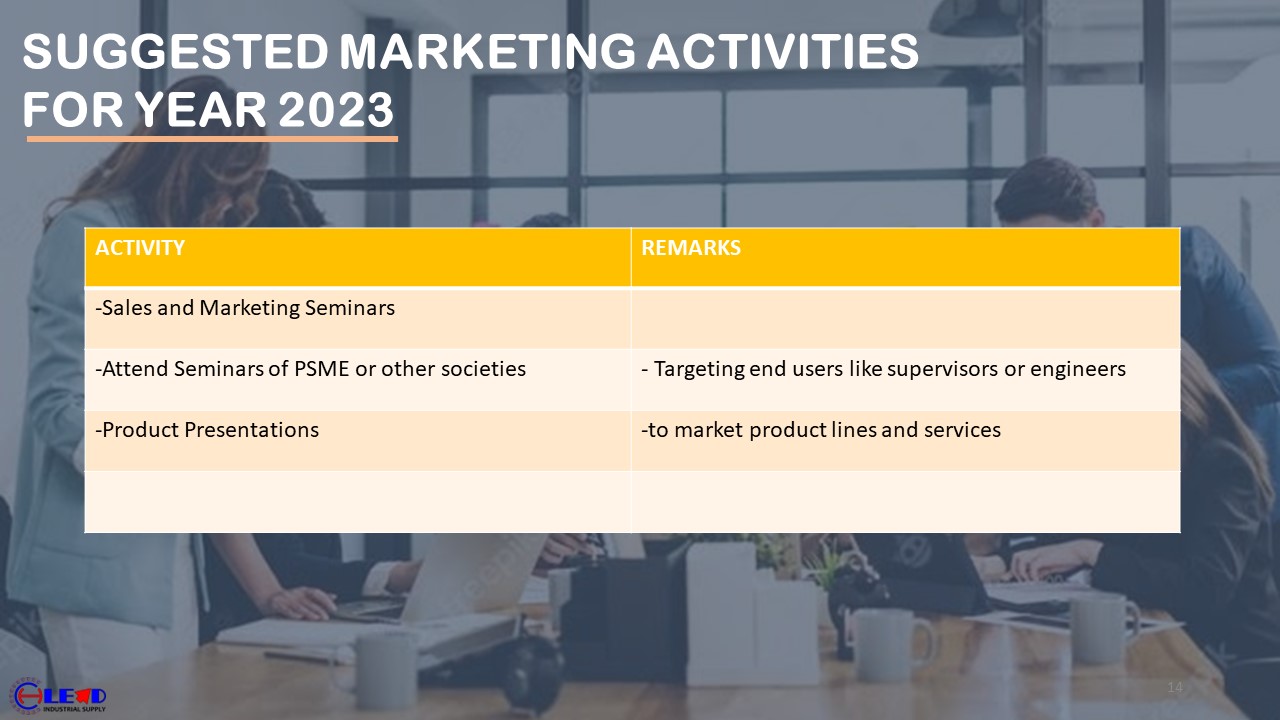 SUGGESTED MARKETING ACTIVITIES
FOR YEAR 2023
ACTIVITY
REMARKS
-Sales and Marketing Seminars
-Attend Seminars of PSME or other societies
- Targeting end users like supervisors or engineers
-Product Presentations
-to market product lines and services
LEAD
INDUSTRIAL SUPPLY
14